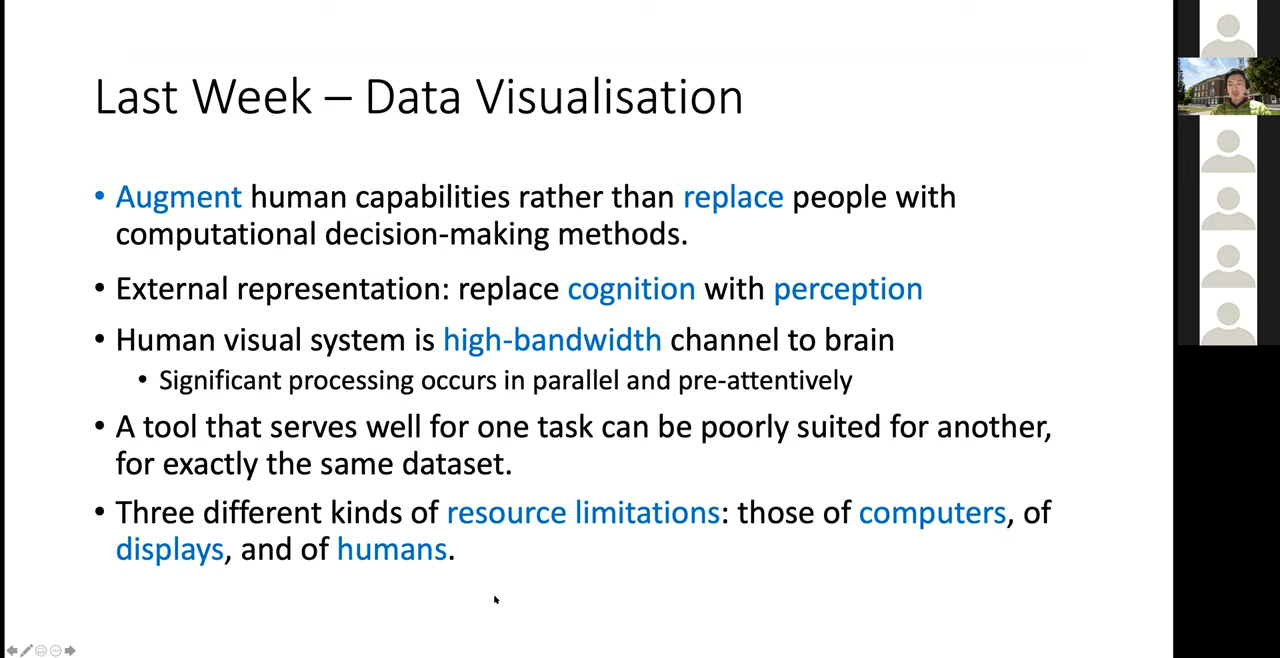 Last Week – Data Visualisation
• Augment human capabilities rather than replace people with
computational decision-making methods.
• External representation: replace cognition with perception
• Human visual system is high-bandwidth channel to brain
• Significant processing occurs in parallel and pre-attentively
• A tool that serves well for one task can be poorly suited for another,
for exactly the same dataset.
• Three different kinds of resource limitations: those of computers, of
displays, and of humans.